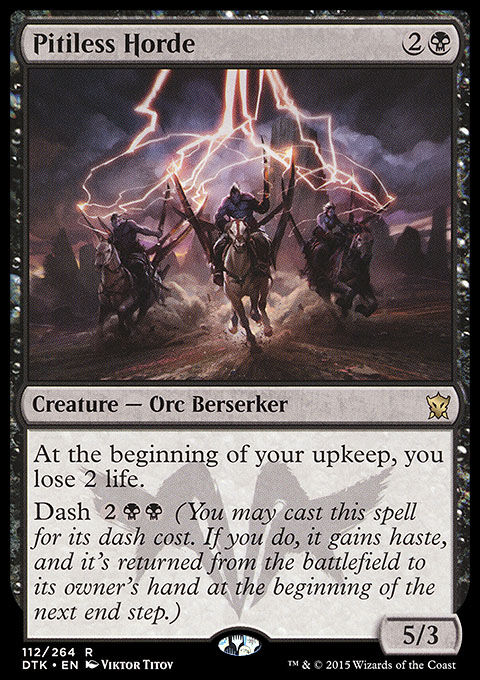 Pitiless Horde 2
Creature — Orc Berserker
At the beginning of your upkeep, you
lose 2 life.
Dash 2 (You may cast this spell
for its dash cost. If you do, it gains haste,
and it's returned from the battlefield to
its owner's hand at the beginning of the
next end step.)
5/3
112/264 R
DTK • EN Viktor Titov
™ & © 2015 Wizards of the Coast